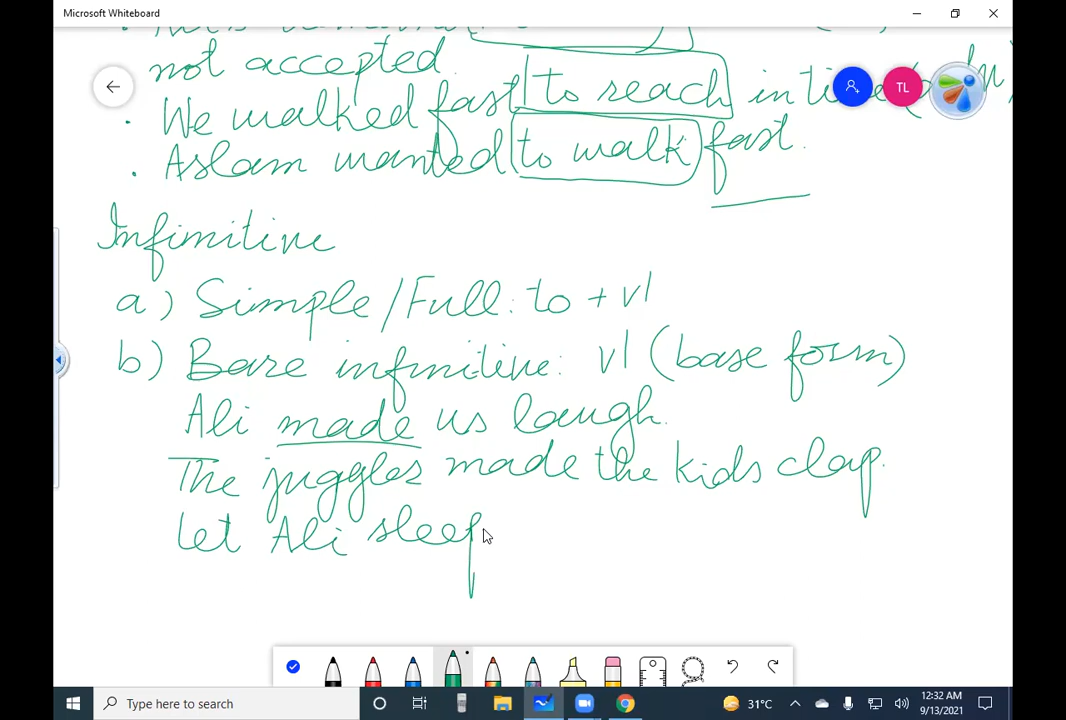 Microsoft Whiteboard
not accepted.
TL
. We walked fast to reach in time
. Aslam wanted to walk fast.
Infinitive
a) Simple/Full: to + v1
b) Bare infinitive: v1 (base form)
Ali made us laugh.
The juggles made the kids clap.
let Ali sleep
Type here to search
31°C
12:32 AM
9/13/2021